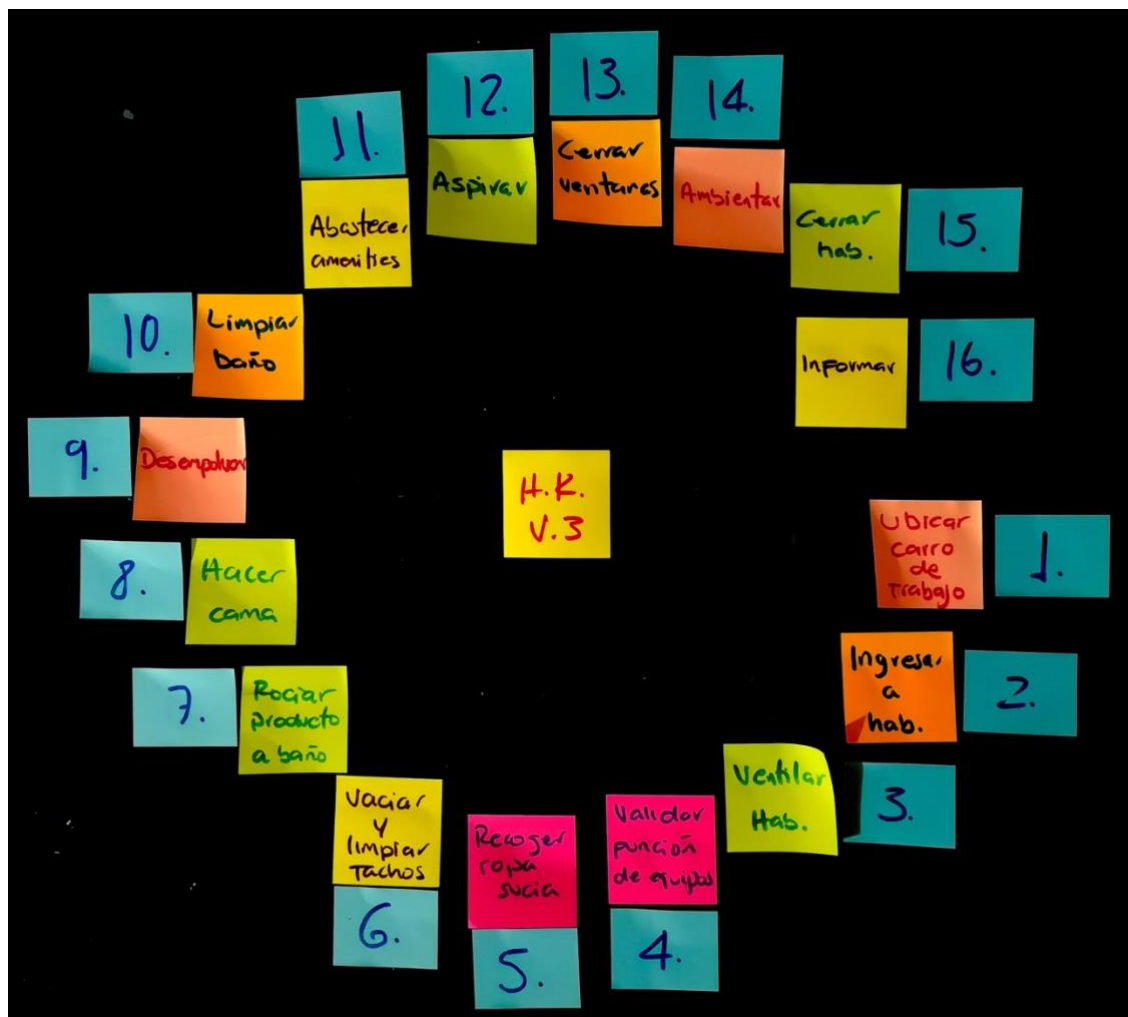 H.K.
V.3
1.
Ubicar
carro
de
Trabajo
2.
Ingresar
a
hab.
3.
Ventilar
Hab.
4.
Validar
punción
de equipos
5.
Recoger
ropa
sucia
6.
Vaciar
y
limpiar
Tachos
7.
Rociar
producto
a baño
8.
Hacer
cama
9.
Desempolvar
10.
Limpiar
baño
11.
Abastecer
amenities
12.
Aspirar
13.
Cerrar
ventanas
14.
Ambientar
15.
Cerrar
hab.
16.
Informar